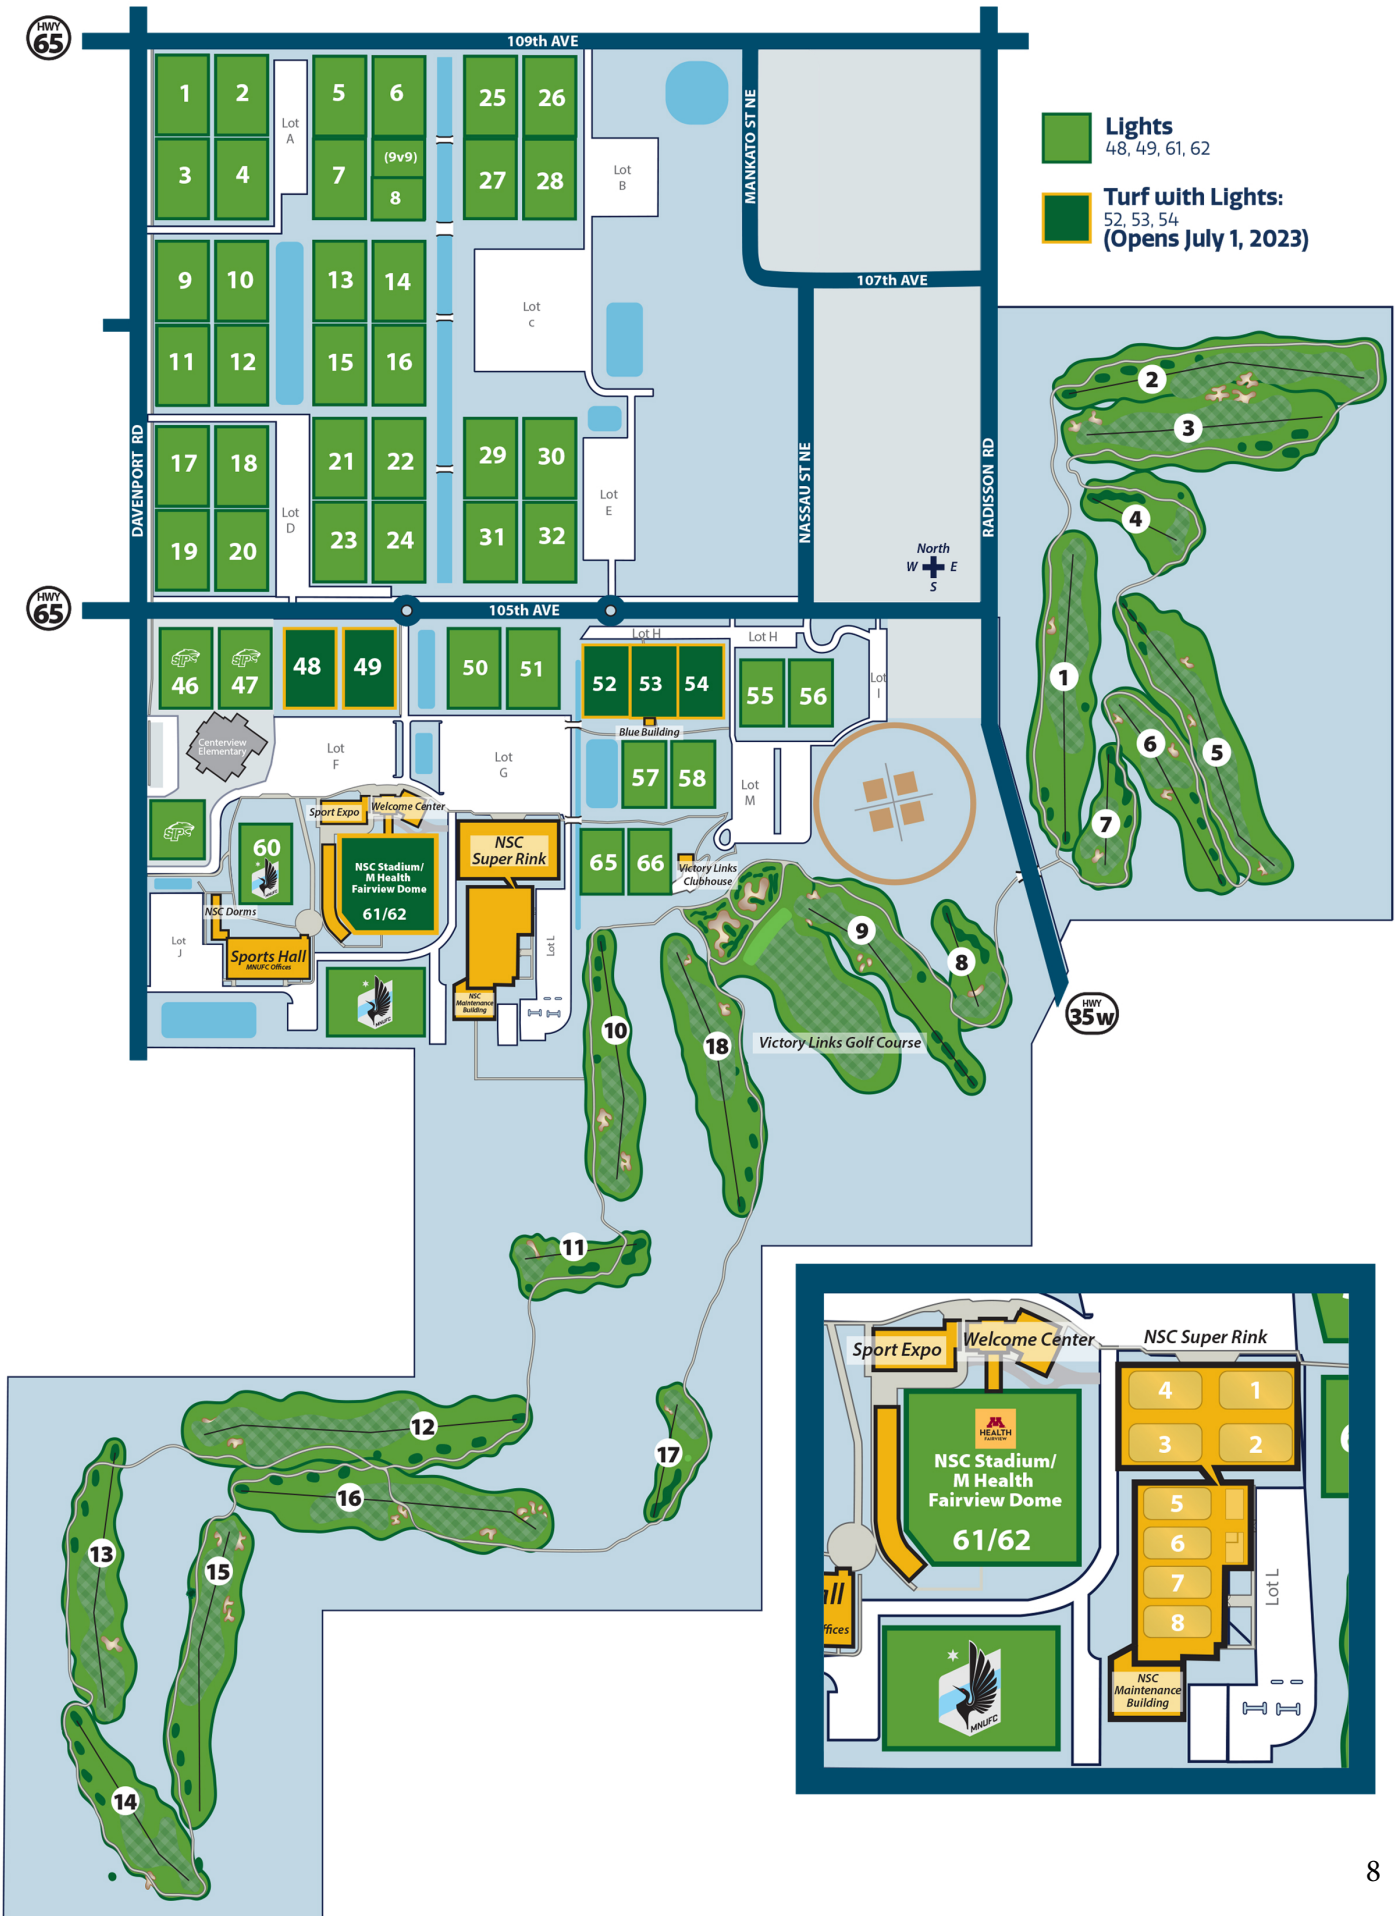 HWY
65
109th AVE
1
2
Lot
A
5
6
25
26
3
4
7
(9v9)
8
27
28
Lot
B
MANKATO ST NE
Lights
48, 49, 61, 62
Turf with Lights:
52, 53, 54
(Opens July 1, 2023)
9
10
13
14
Lot
c
107th AVE
11
12
15
16
DAVENPORT RD
17
18
21
22
29
30
19
20
Lot
D
23
24
31
32
Lot
E
NASSAU ST NE
RADISSON RD
North
W
E
S
HWY
65
105th AVE
STP
46
STP
47
48
49
50
51
Lot H
Lot H
52
53
54
55
56
Lot
I
Blue Building
Centerview
Elementary
Lot
F
Lot
G
57
58
Lot
M
STP
Sport Expo
Welcome Center
60
NSC Stadium/
M Health
Fairview Dome
61/62
NSC
Super Rink
65
66
Victory Links
Clubhouse
NSC Dorms
Lot
J
Sports Hall
MNUFC Offices
MNUFC
NSC
Maintenance
Building
Lot L
2
3
4
1
5
6
7
8
9
HWY
35W
10
18
Victory Links Golf Course
11
12
13
14
15
16
17
Sport Expo
Welcome Center
NSC Super Rink
M
HEALTH
FAIRVIEW
NSC Stadium/
M Health
Fairview Dome
61/62
4
1
3
2
5
6
7
8
Lot L
all
ffices
MNUFC
NSC
Maintenance
Building
8